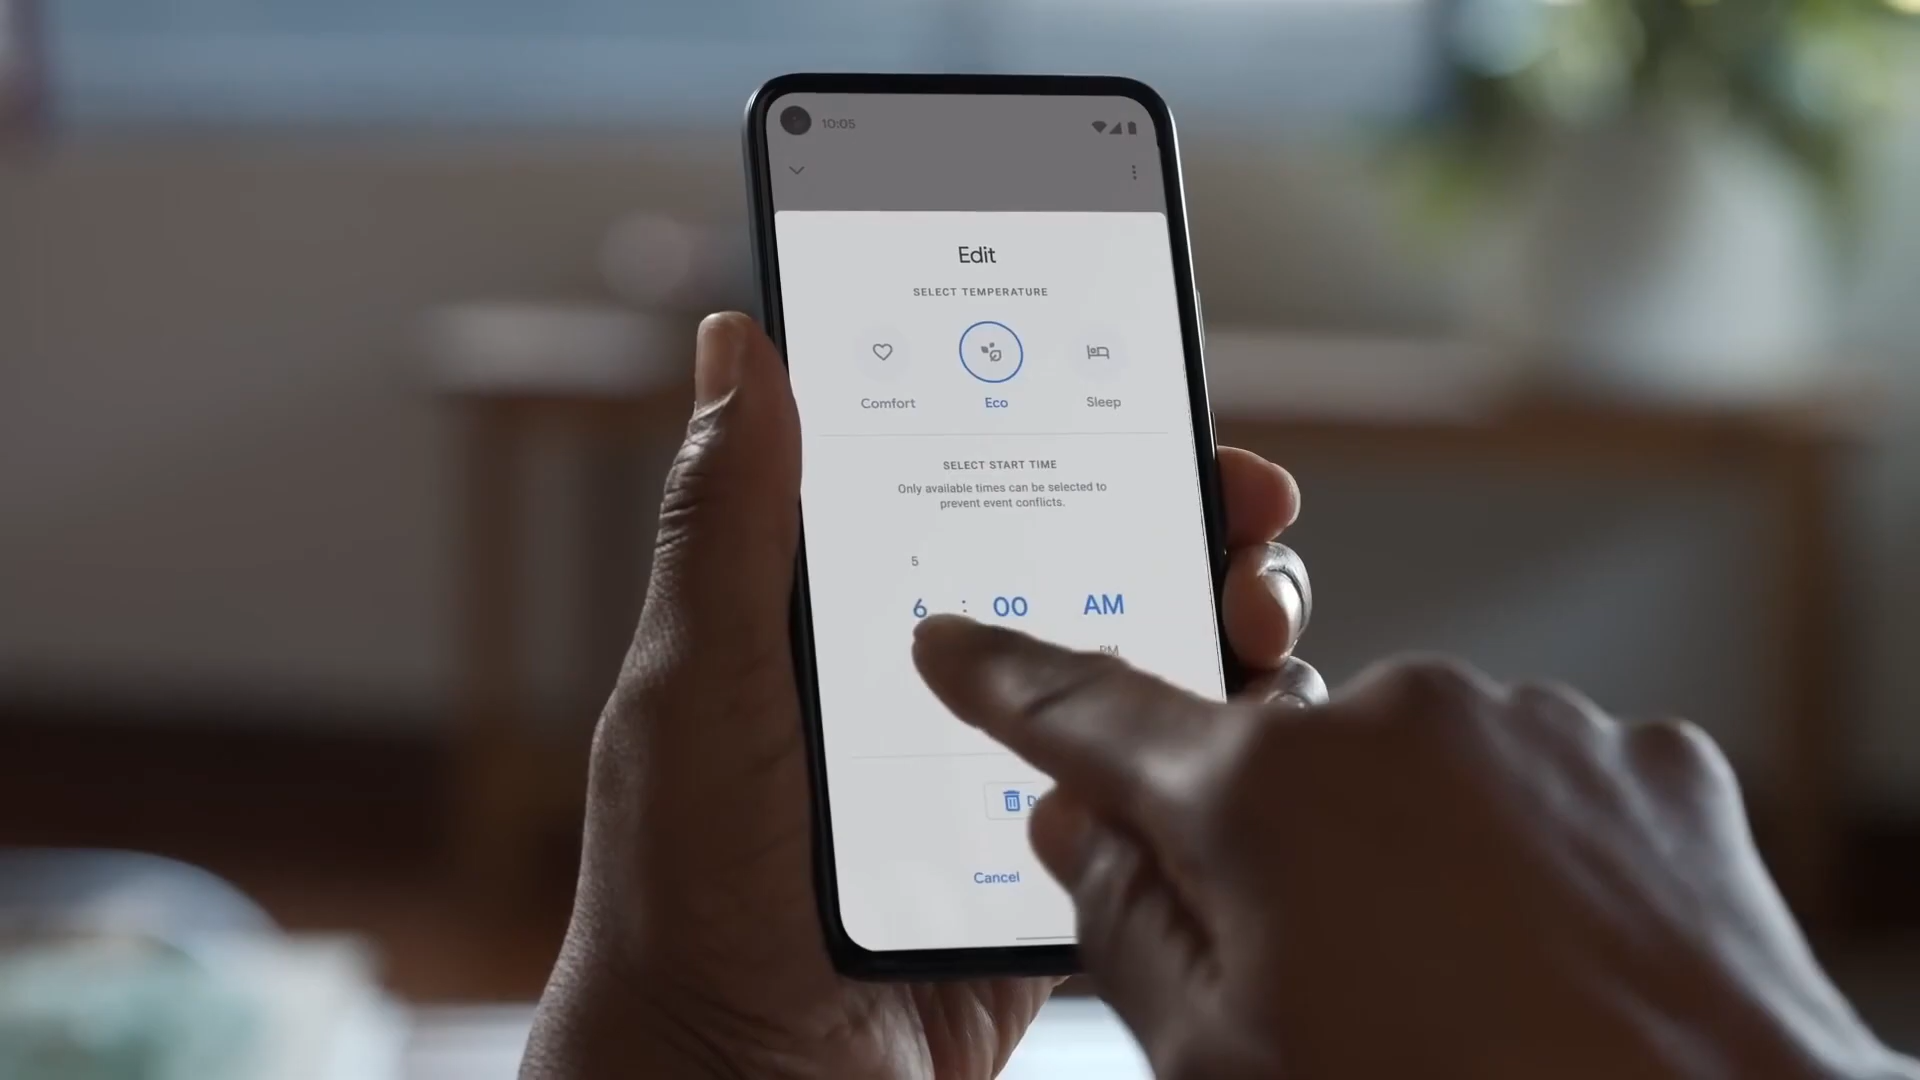 10:05
Edit
SELECT TEMPERATURE
Comfort
Eco
Sleep
SELECT START TIME
Only available times can be selected to
prevent event conflicts.
5
6 : 00 AM
PM
Cancel